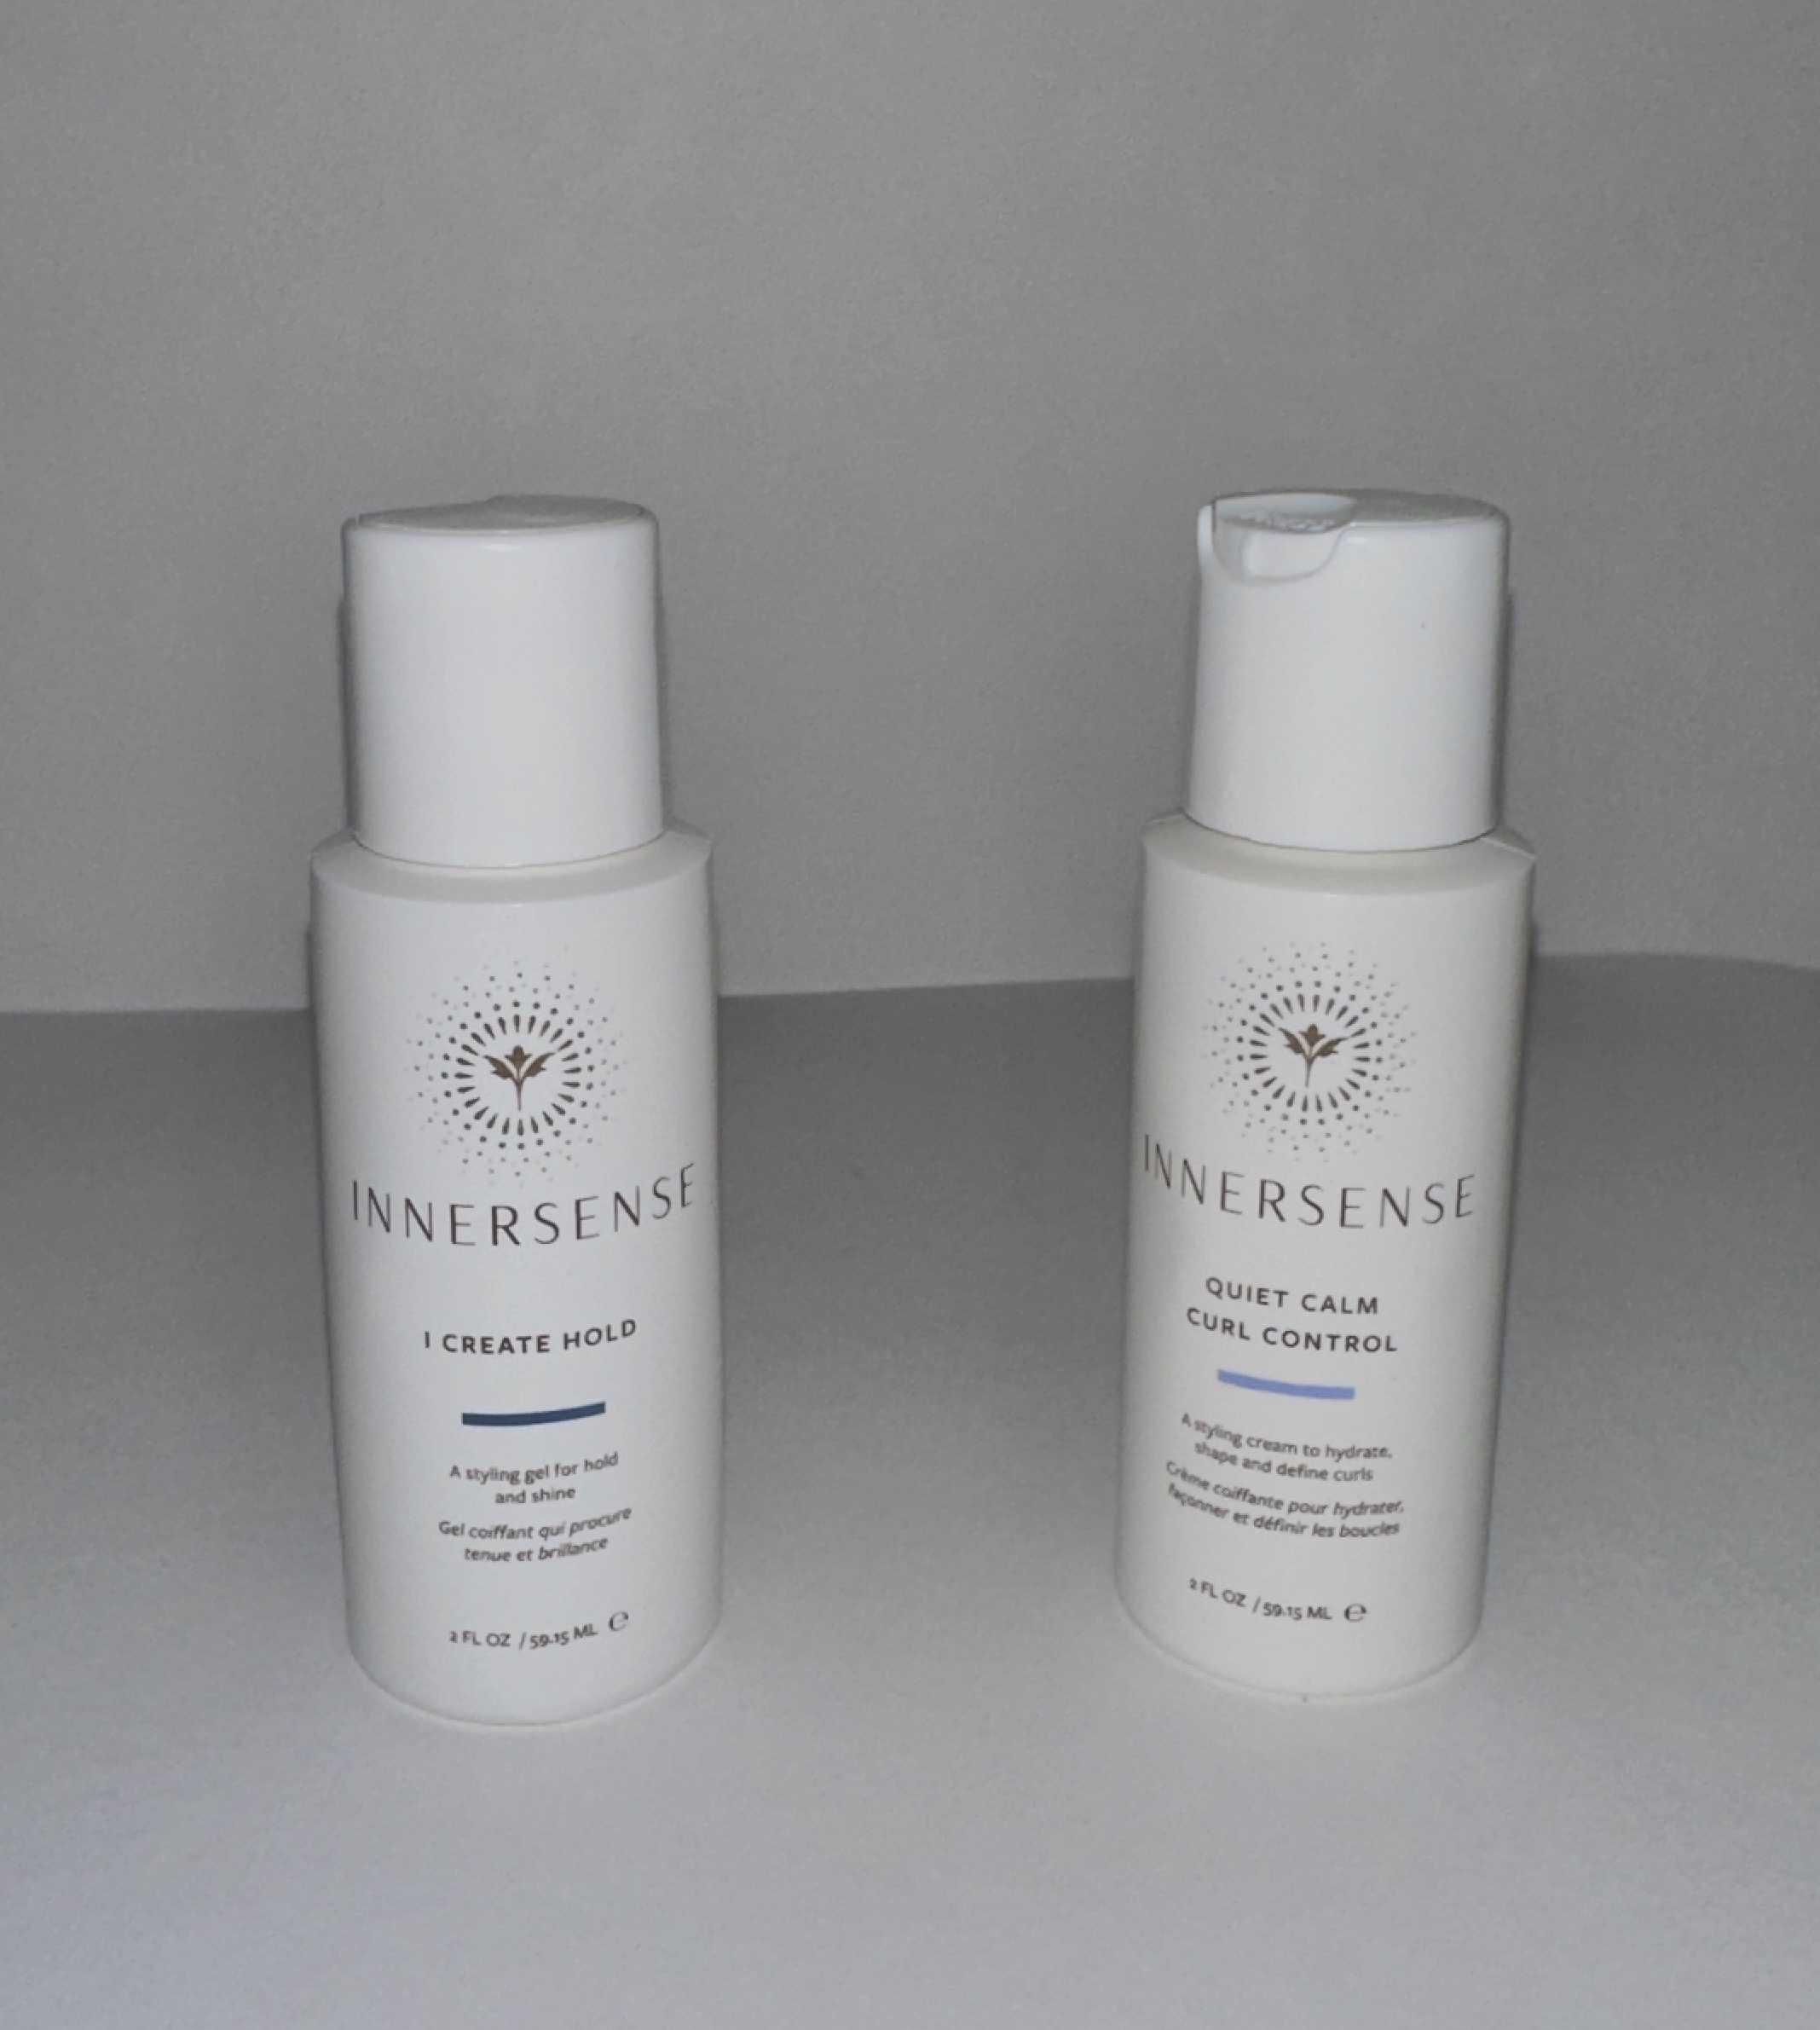 INNERSENSE
I CREATE HOLD
A styling gel for hold
and shine
Gel coiffant qui procure
tenue et brillance
2 FL OZ / 59.15 ML ℮
INNERSENSE
QUIET CALM
CURL CONTROL
A styling cream to hydrate,
shape and define curls
Crème coiffante pour hydrater,
façonner et définir les boucles
2 FL OZ / 59.15 ML ℮